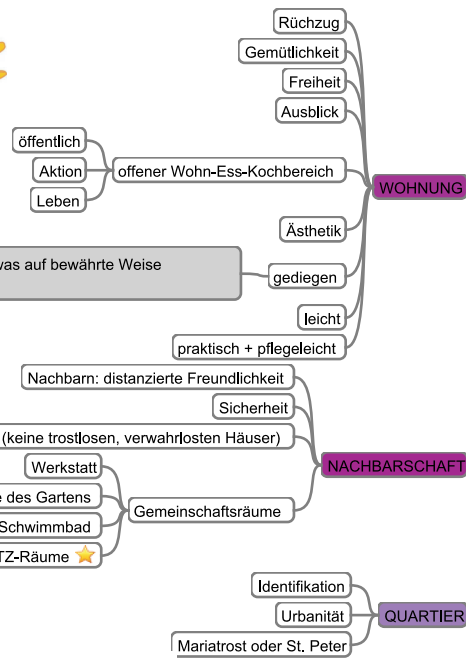 Rüchzug
Gemütlichkeit
Freiheit
Ausblick
öffentlich
Aktion
Leben
offener Wohn-Ess-Kochbereich
WOHNUNG
Ästhetik
was auf bewährte Weise
gediegen
leicht
praktisch + pflegeleicht
Nachbarn: distanzierte Freundlichkeit
Sicherheit
(keine trostlosen, verwahrlosten Häuser)
NACHBARSCHAFT
Werkstatt
des Gartens
Schwimmbad
TZ-Räume
Gemeinschaftsräume
Identifikation
Urbanität
QUARTIER
Mariatrost oder St. Peter